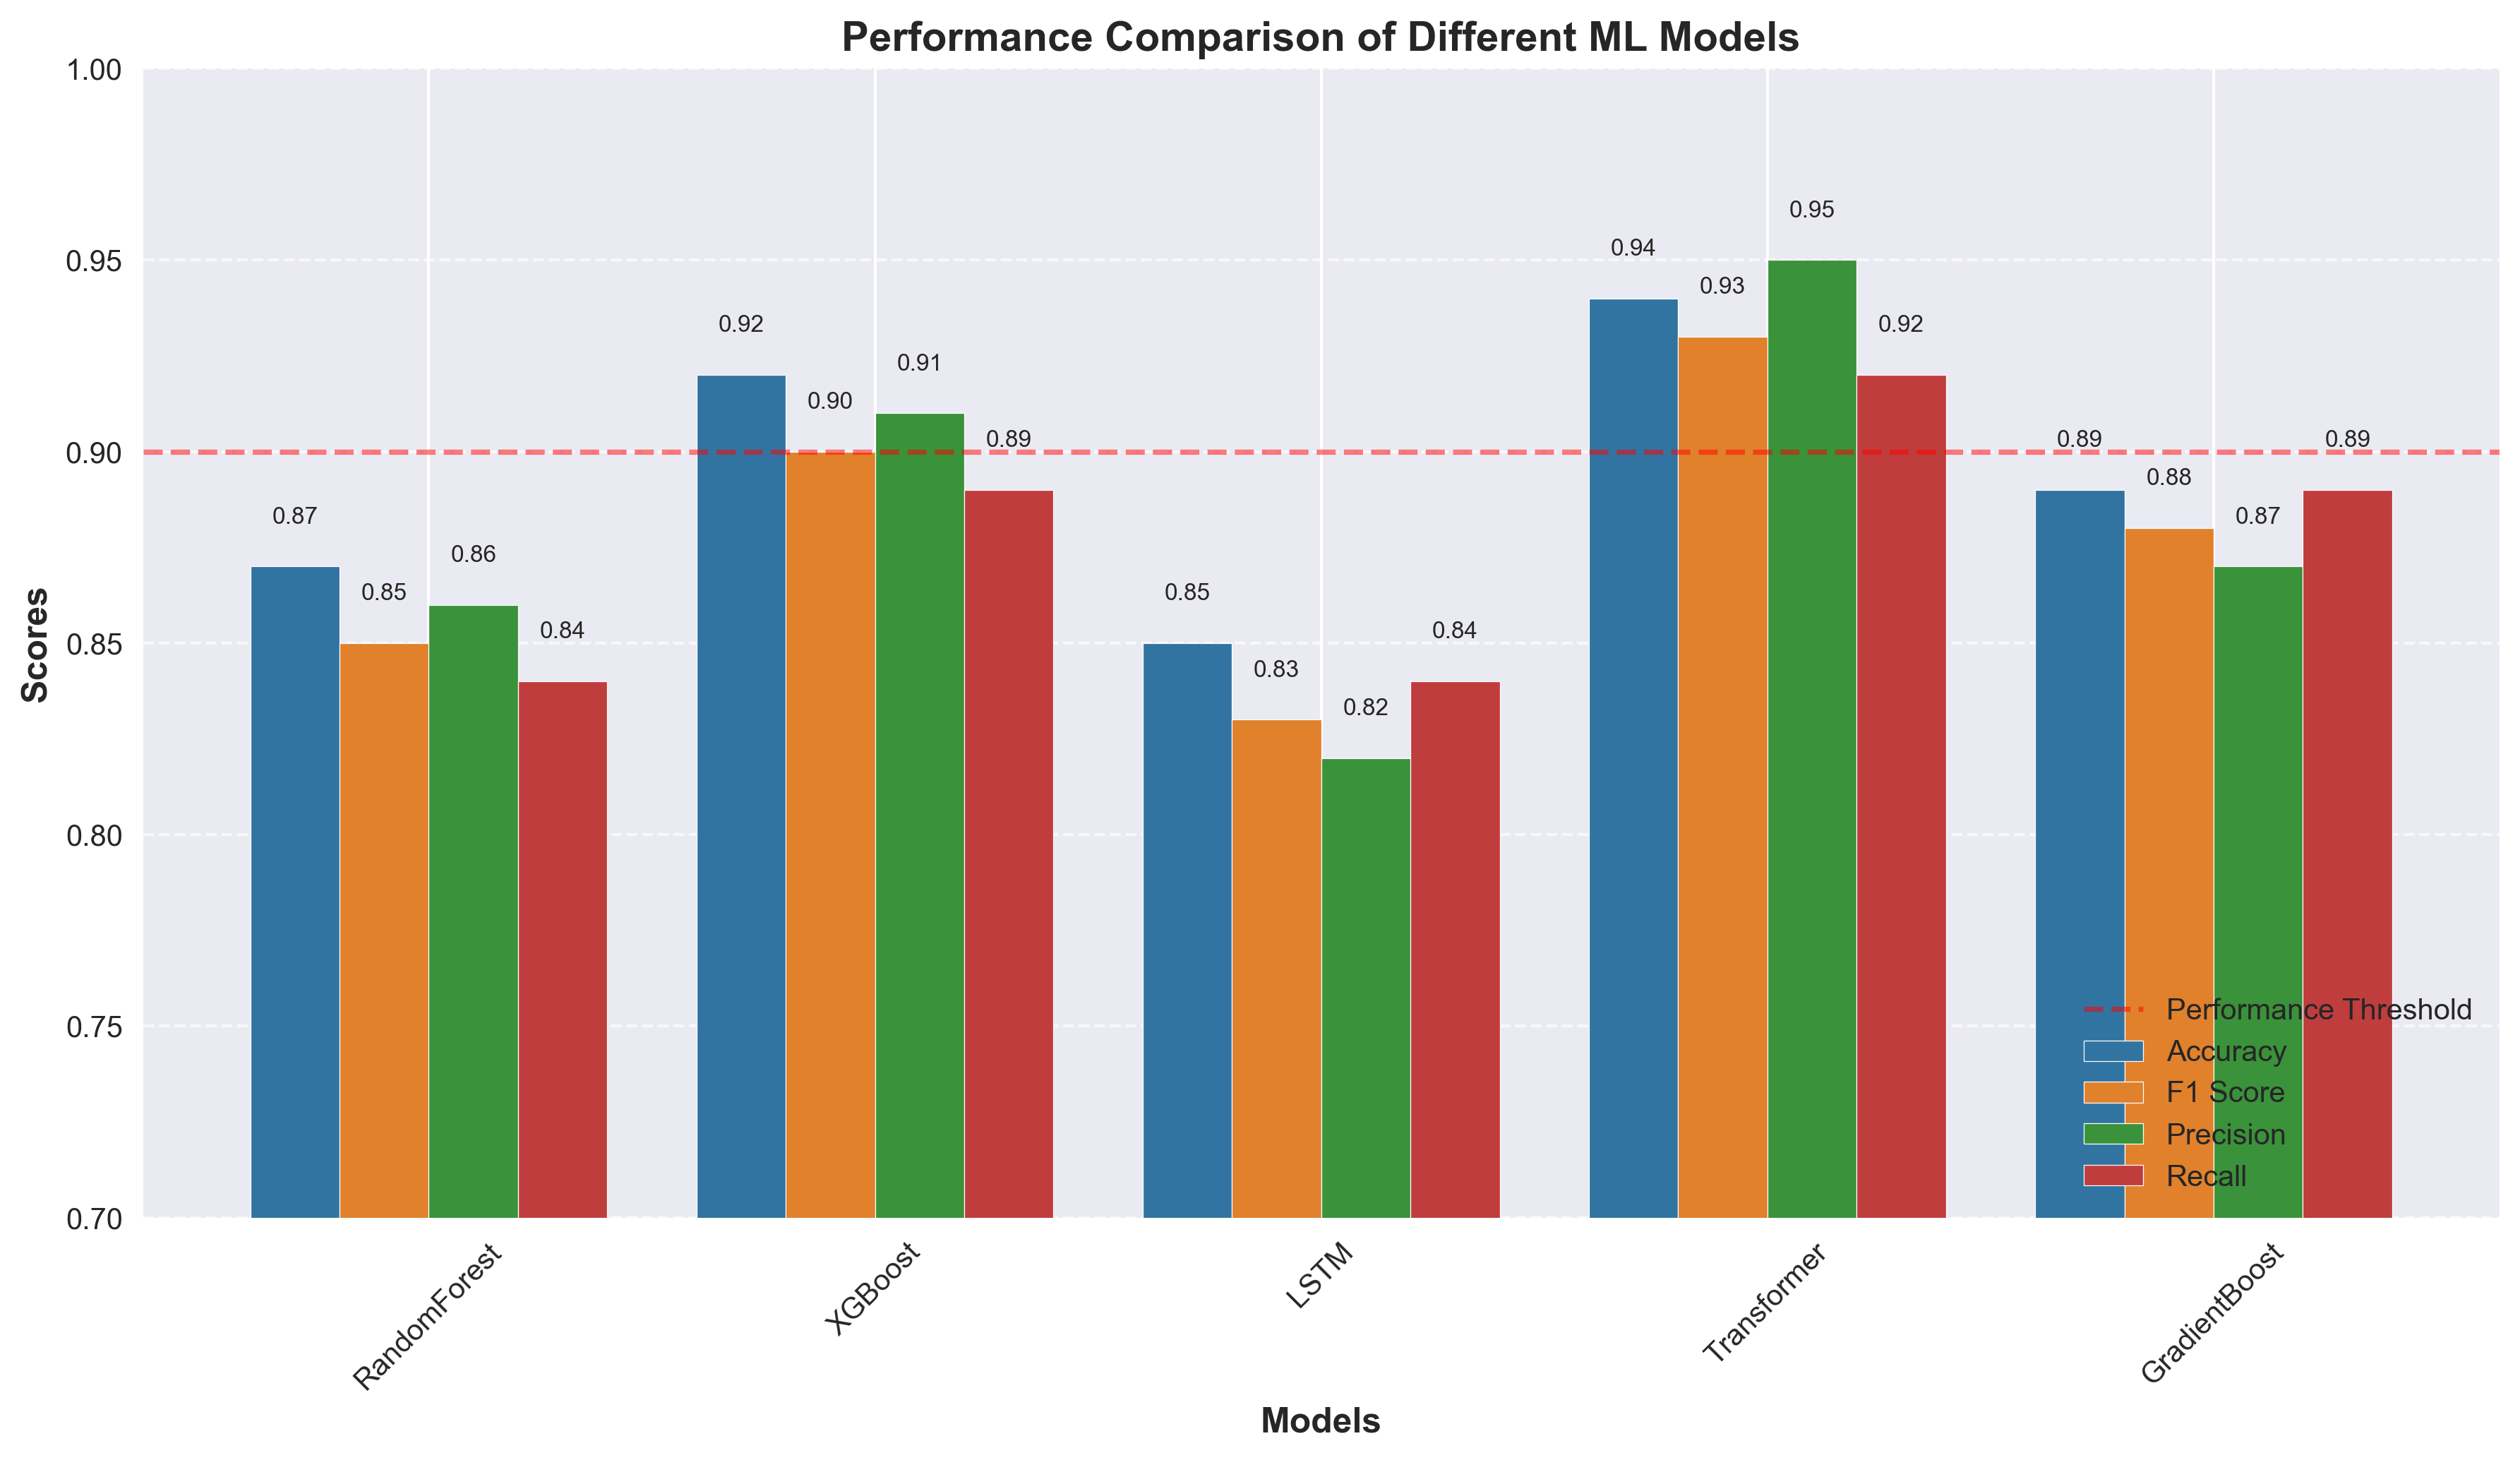 Performance Comparison of Different ML Models
Scores
1.00
0.95
0.90
0.85
0.80
0.75
0.70
0.87
0.85
0.86
0.84
0.92
0.90
0.91
0.89
0.85
0.83
0.82
0.84
0.94
0.93
0.95
0.92
0.89
0.88
0.87
0.89
Performance Threshold
Accuracy
F1 Score
Precision
Recall
RandomForest
XGBoost
LSTM
Transformer
GradientBoost
Models